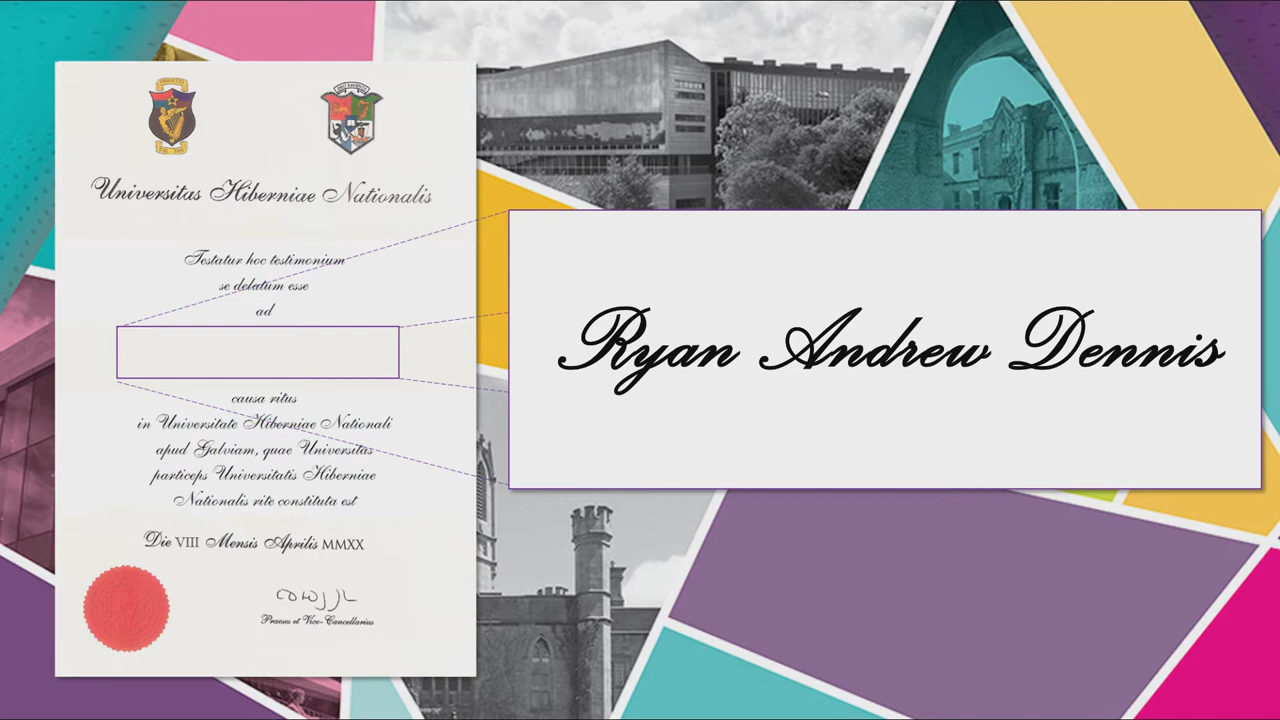 Universitas Hiberniae Nationalis
Testatur hoc testimonium
se delatum esse
ad
causa ritus
in Universitate Hiberniae Nationali
apud Galviam, quae Universitas
particeps Universitatis Hiberniae
Nationalis rite constituta est
Die VIII Mensis Aprilis MMXX
Praeses et Vice-Cancellarius
Ryan Andrew Dennis